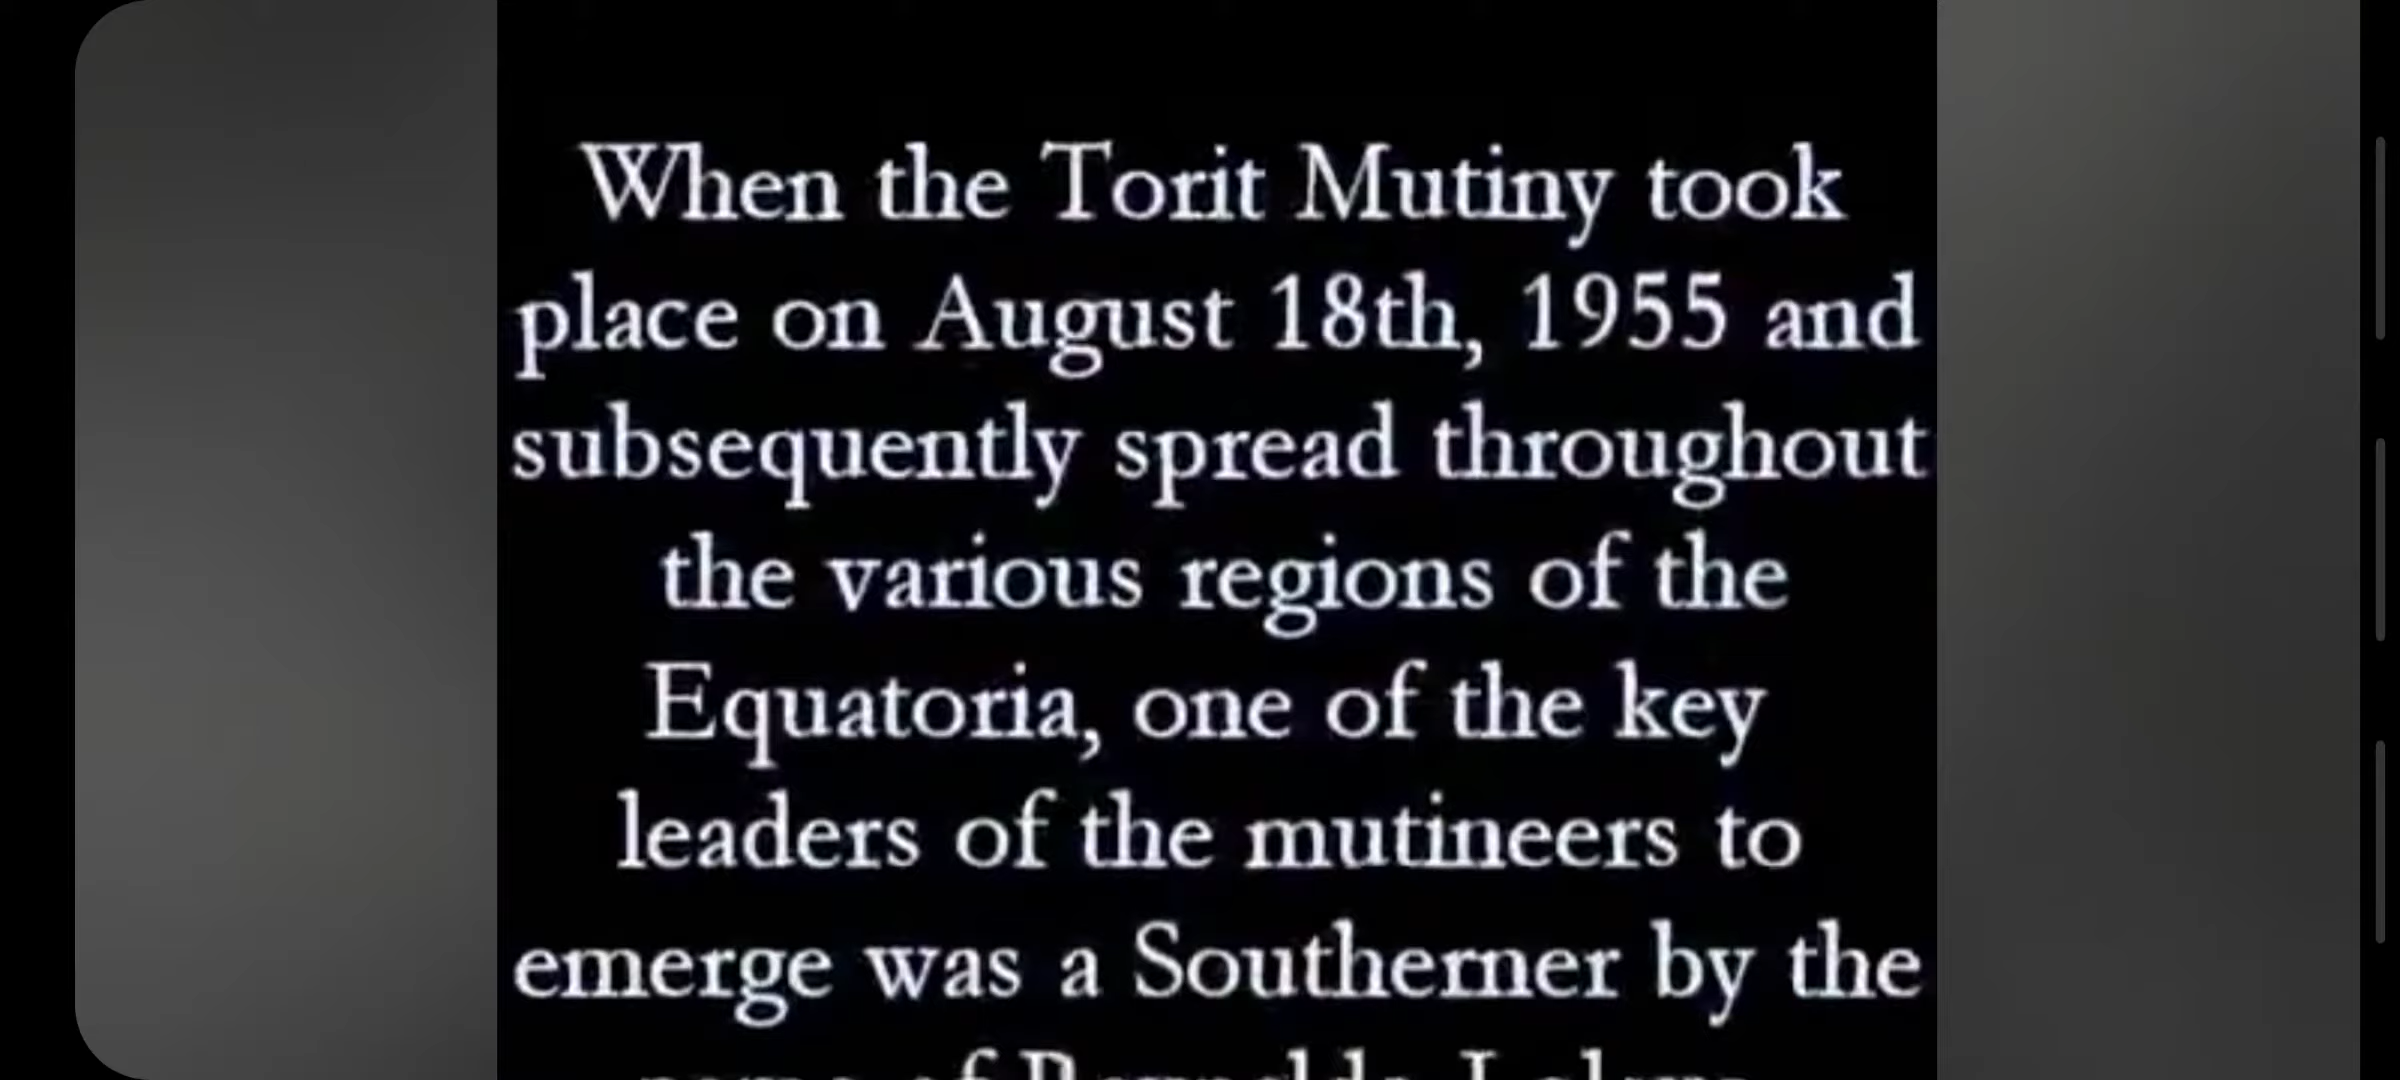 When the Torit Mutiny took
place on August 18th, 1955 and
subsequently spread throughout
the various regions of the
Equatoria, one of the key
leaders of the mutineers to
emerge was a Southerner by the